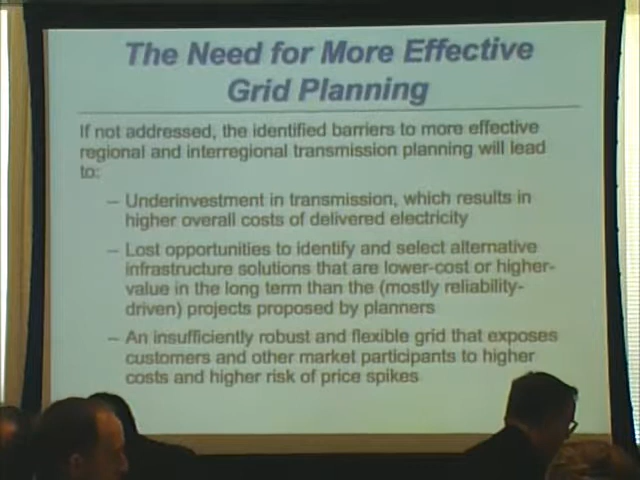 The Need for More Effective
Grid Planning
If not addressed, the identified barriers to more effective
regional and interregional transmission planning will lead
to:
– Underinvestment in transmission, which results in
higher overall costs of delivered electricity
– Lost opportunities to identify and select alternative
infrastructure solutions that are lower-cost or higher-
value in the long term than the (mostly reliability-
driven) projects proposed by planners
– An insufficiently robust and flexible grid that exposes
customers and other market participants to higher
costs and higher risk of price spikes